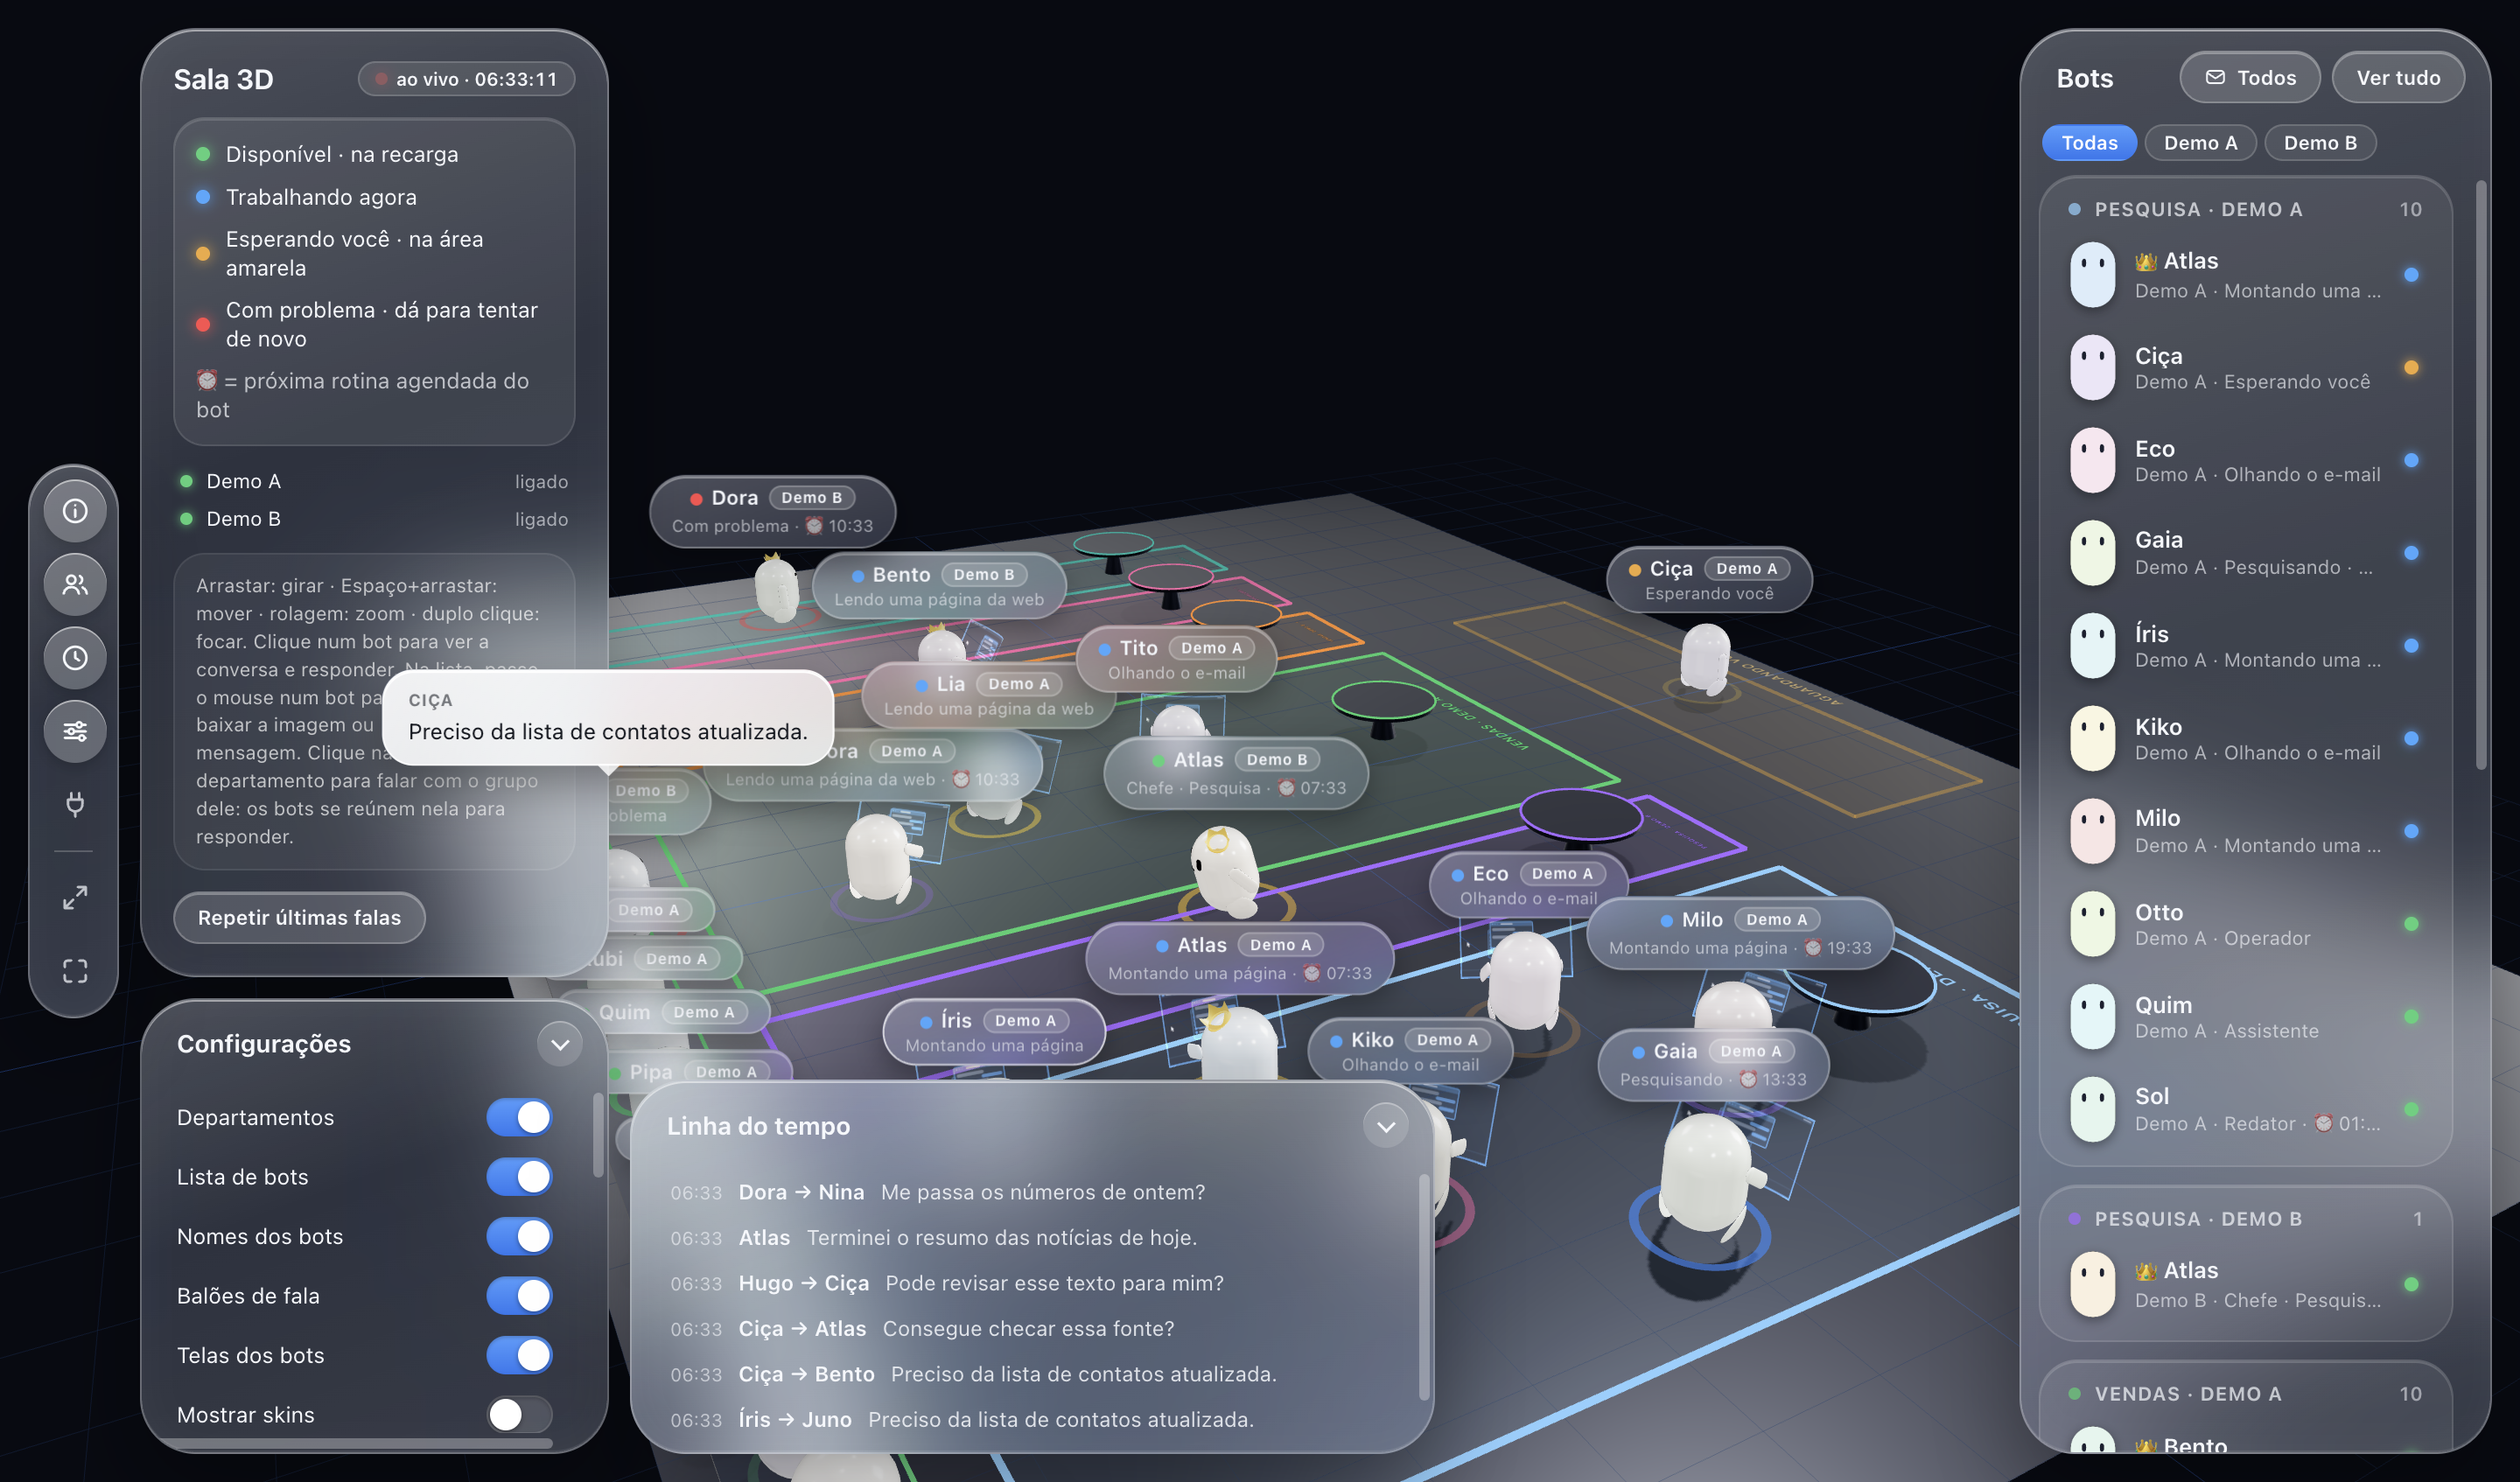 Sala 3D
ao vivo · 06:33:11
Disponível · na recarga
Trabalhando agora
Esperando você · na área
amarela
Com problema · dá para tentar
de novo
⏰ = próxima rotina agendada do
bot
Demo A ligado
Demo B ligado
Arrastar: girar · Espaço+arrastar:
mover · rolagem: zoom · duplo clique:
focar. Clique num bot para ver a
conversa e responder. Na lista, passe
o mouse num bot
baixar a imagem ou
mensagem. Clique
departamento para falar com o grupo
dele: os bots se reúnem nela para
responder.
Repetir últimas falas
CIÇA
Preciso da lista de contatos atualizada.
Configurações
Departamentos
Lista de bots
Nomes dos bots
Balões de fala
Telas dos bots
Mostrar skins
Dora Demo B
Com problema · ⏰ 10:33
Bento Demo B
Lendo uma página da web
Lia Demo A
Lendo uma página da web
Tito Demo A
Olhando o e-mail
Ciça Demo A
Esperando você
Demo A
Lendo uma página da web · ⏰ 10:33
Demo B
Atlas Demo B
Chefe · Pesquisa · ⏰ 07:33
VENDAS · DEMO
AGUARDANDO
Demo A
Demo A
Quim Demo A
Pipa Demo A
Eco Demo A
Olhando o e-mail
Milo Demo A
Montando uma página · ⏰ 19:33
Atlas Demo A
Montando uma página · ⏰ 07:33
Íris Demo A
Montando uma página
Kiko Demo A
Olhando o e-mail
Gaia Demo A
Pesquisando · ⏰ 13:33
Linha do tempo
06:33 Dora → Nina Me passa os números de ontem?
06:33 Atlas Terminei o resumo das notícias de hoje.
06:33 Hugo → Ciça Pode revisar esse texto para mim?
06:33 Ciça → Atlas Consegue checar essa fonte?
06:33 Ciça → Bento Preciso da lista de contatos atualizada.
06:33 Íris → Juno Preciso da lista de contatos atualizada.
Bots
Todos
Ver tudo
Todas Demo A Demo B
PESQUISA · DEMO A 10
👑 Atlas
Demo A · Montando uma ...
Ciça
Demo A · Esperando você
Eco
Demo A · Olhando o e-mail
Gaia
Demo A · Pesquisando · ...
Íris
Demo A · Montando uma ...
Kiko
Demo A · Olhando o e-mail
Milo
Demo A · Montando uma ...
Otto
Demo A · Operador
Quim
Demo A · Assistente
Sol
Demo A · Redator · ⏰ 01:...
PESQUISA · DEMO B 1
👑 Atlas
Demo B · Chefe · Pesquis...
VENDAS · DEMO A 10
👑 Bento